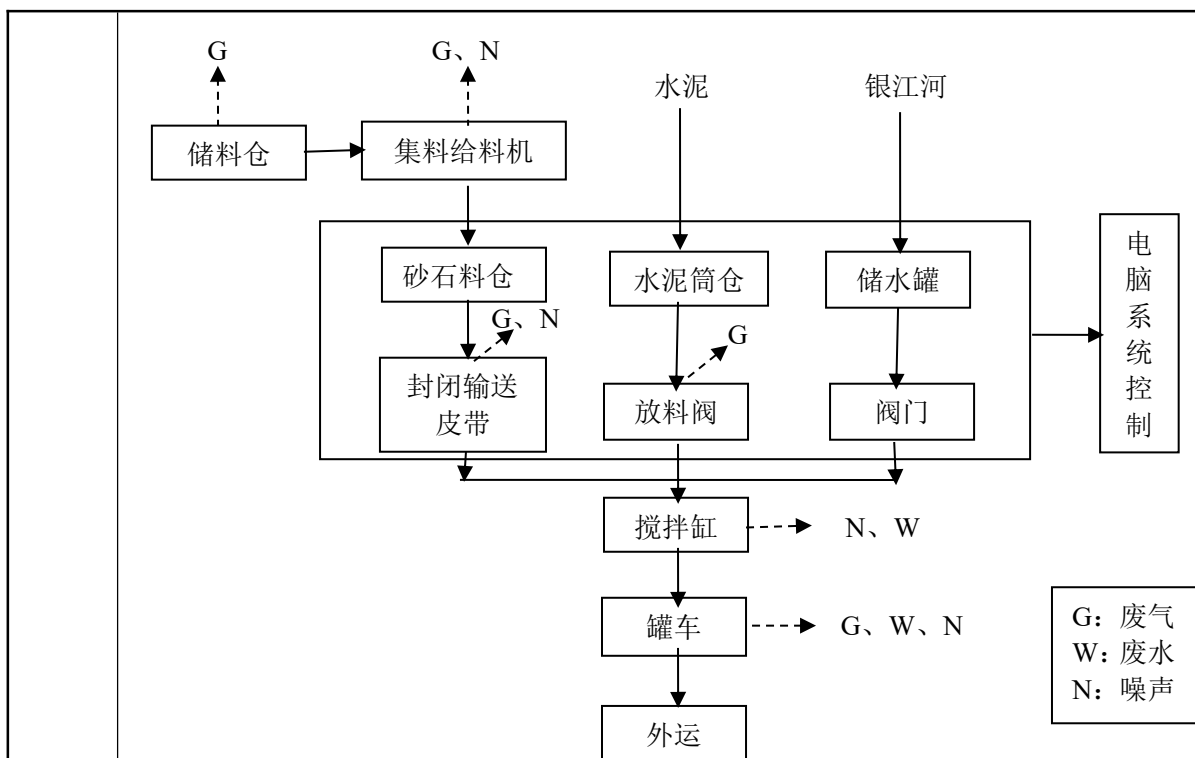 G
G、N
水泥
银江河
储料仓
集料给料机
砂石料仓
水泥筒仓
储水罐
电脑系统控制
G、N
G
封闭输送
皮带
放料阀
阀门
搅拌缸
N、W
罐车
G、W、N
G：废气
W：废水
N：噪声
外运